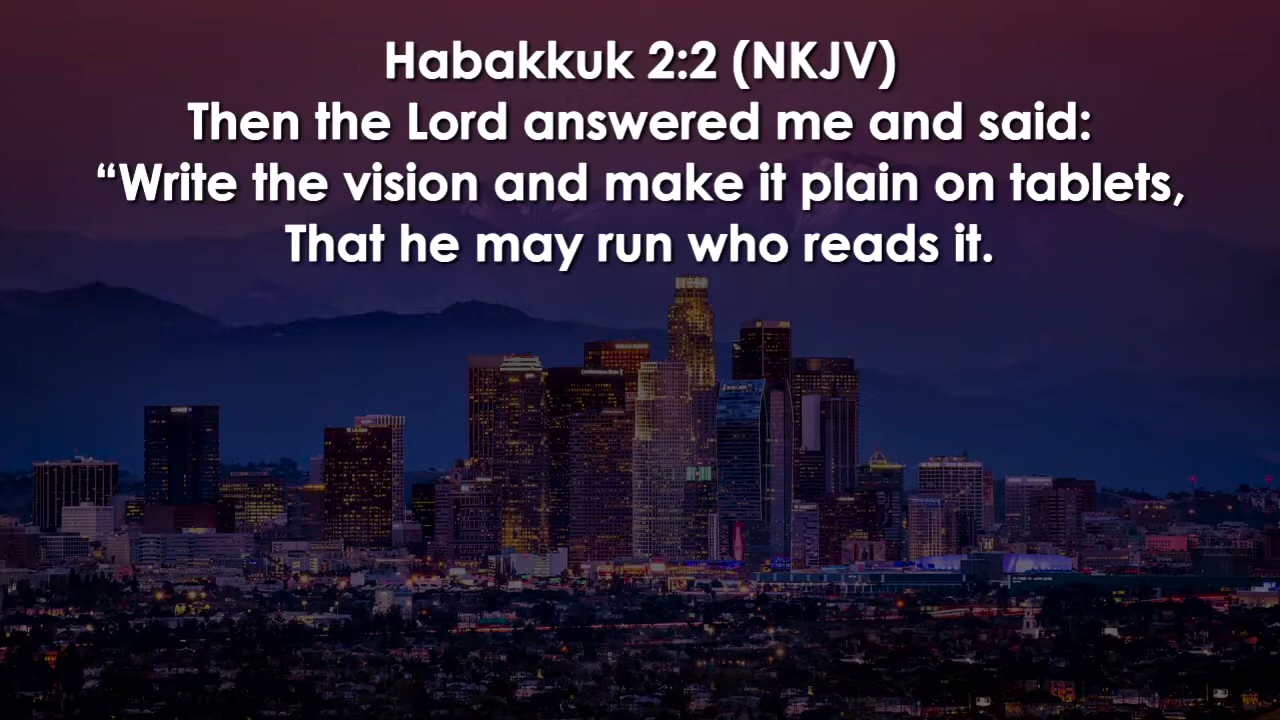 Habakkuk 2:2 (NKJV)
Then the Lord answered me and said:
“Write the vision and make it plain on tablets,
That he may run who reads it.